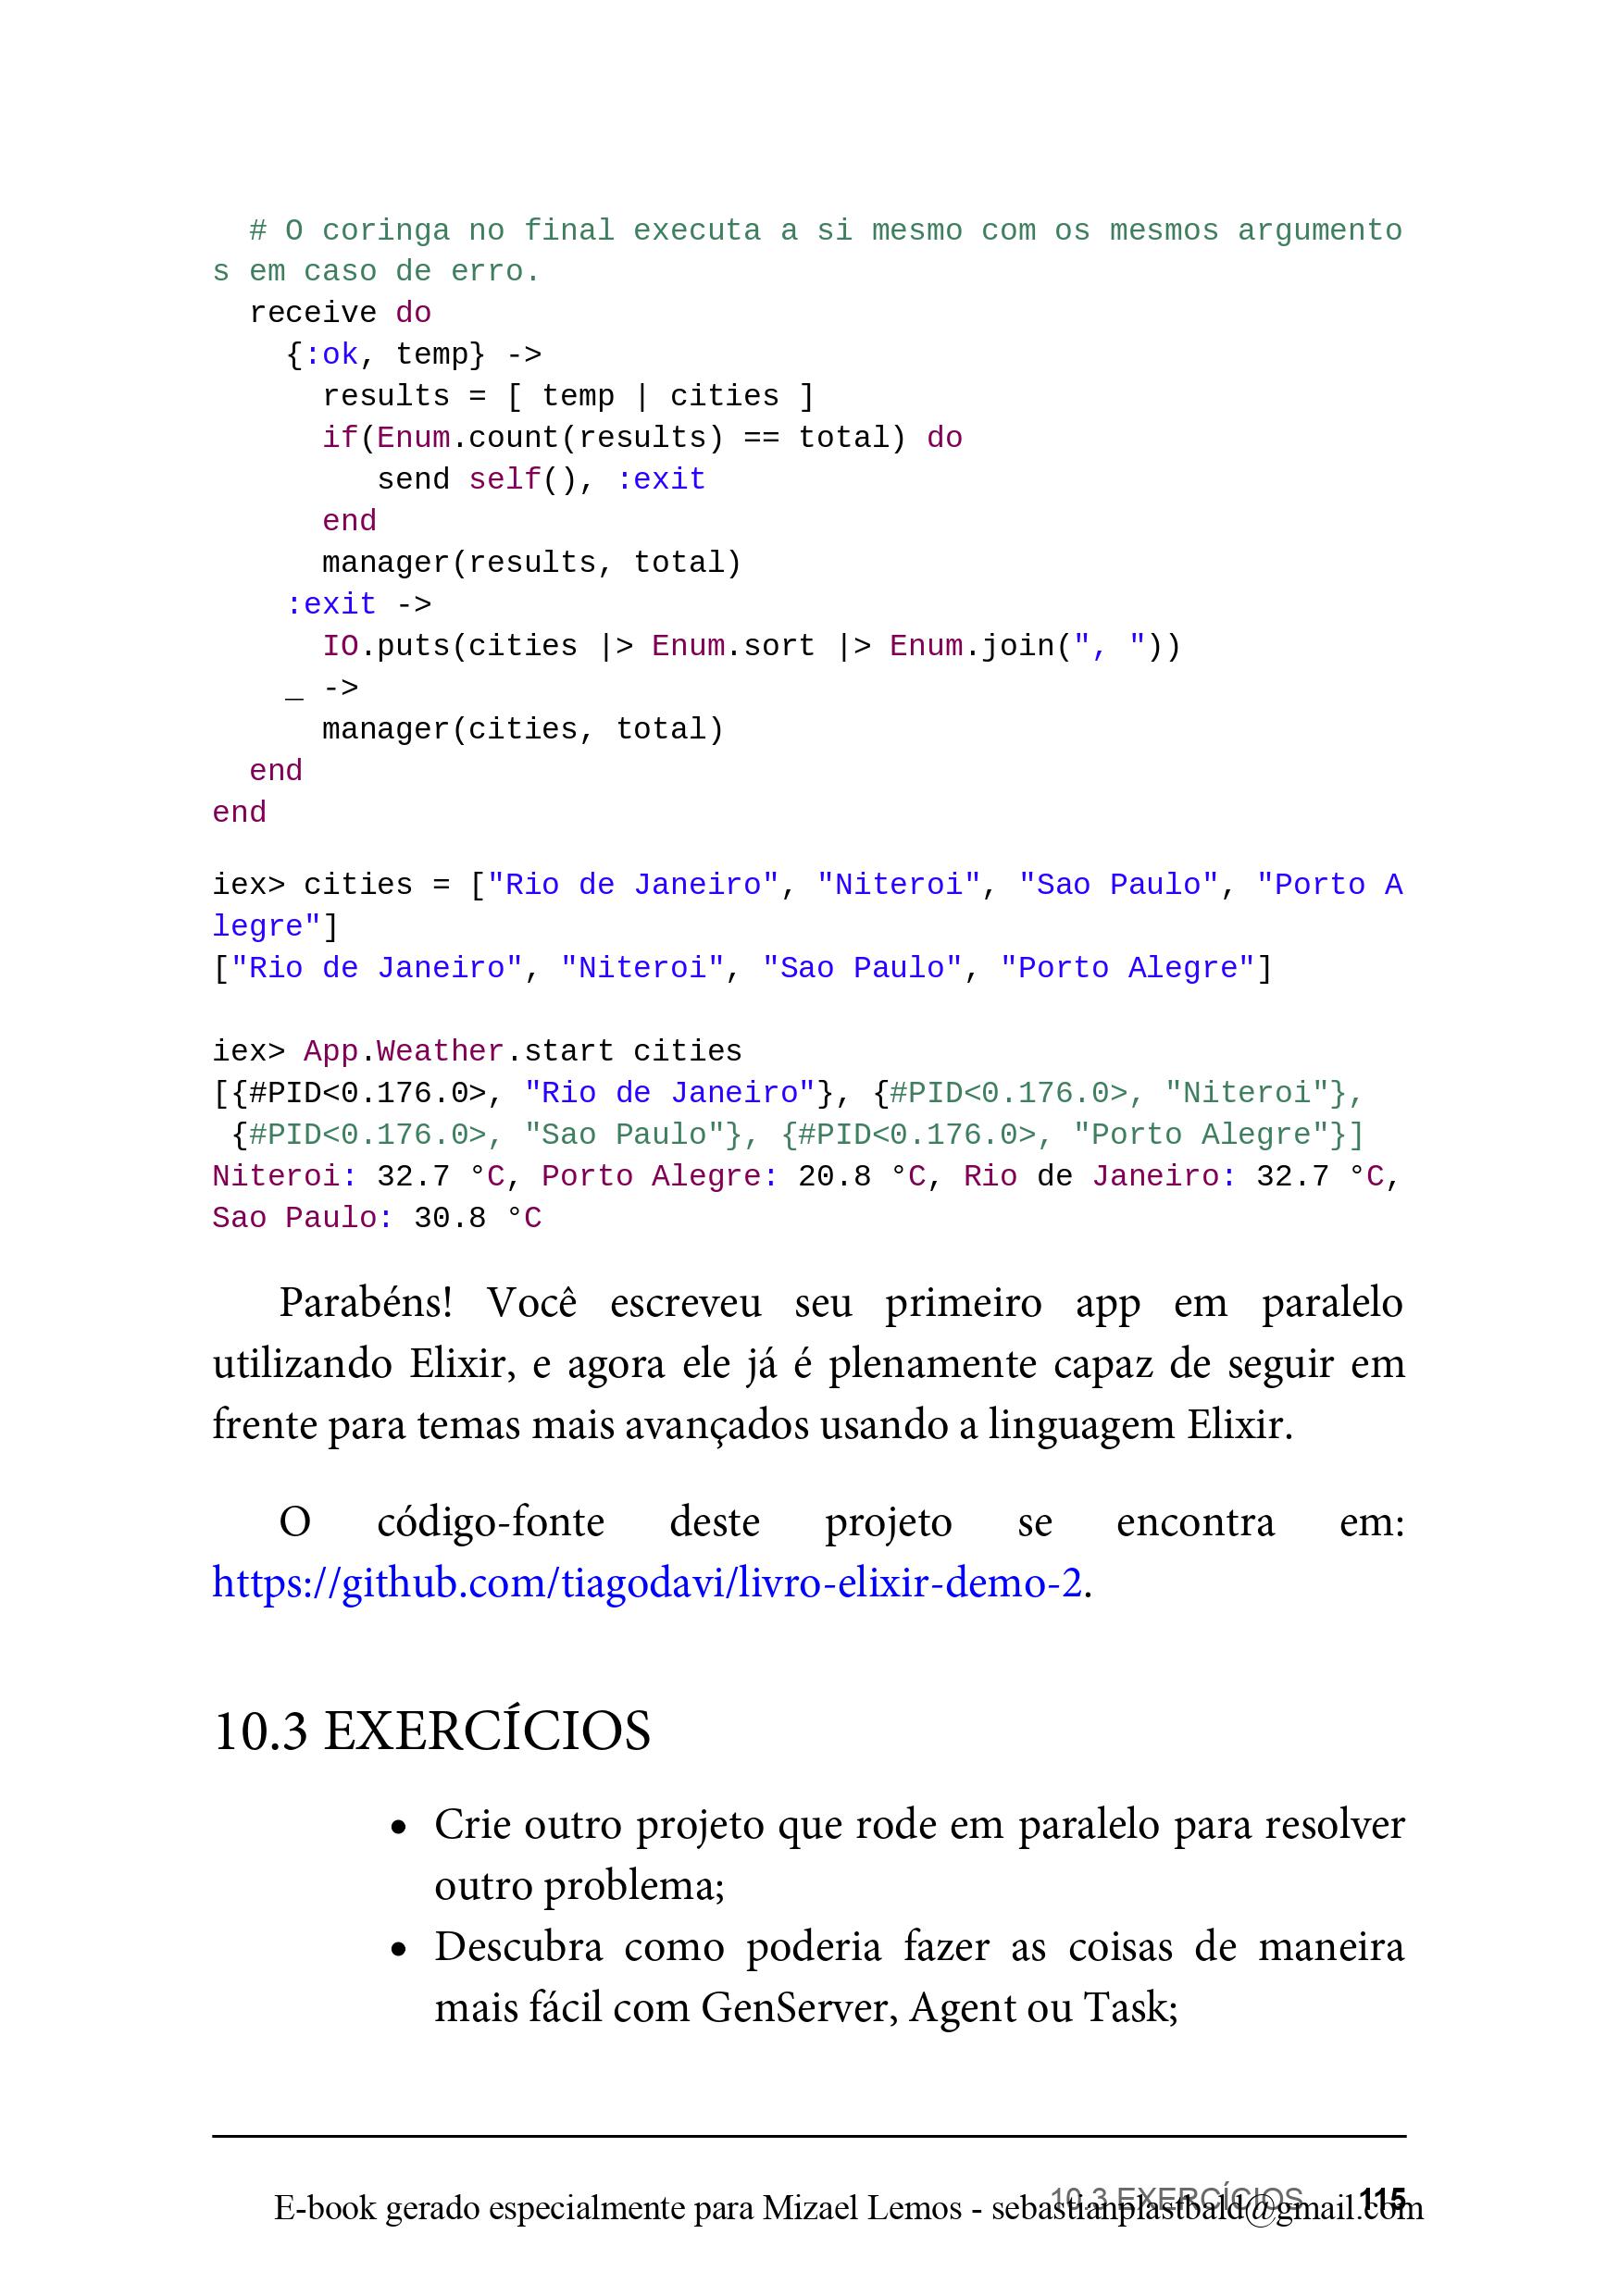 # O coringa no final executa a si mesmo com os mesmos argumento
s em caso de erro.
  receive do
    {:ok, temp} ->
      results = [ temp | cities ]
      if(Enum.count(results) == total) do
         send self(), :exit
      end
      manager(results, total)
    :exit ->
      IO.puts(cities |> Enum.sort |> Enum.join(", "))
    _ ->
      manager(cities, total)
  end
end
iex> cities = ["Rio de Janeiro", "Niteroi", "Sao Paulo", "Porto A
legre"]
["Rio de Janeiro", "Niteroi", "Sao Paulo", "Porto Alegre"]
iex> App.Weather.start cities
[{#PID<0.176.0>, "Rio de Janeiro"}, {#PID<0.176.0>, "Niteroi"},
 {#PID<0.176.0>, "Sao Paulo"}, {#PID<0.176.0>, "Porto Alegre"}]
Niteroi: 32.7 °C, Porto Alegre: 20.8 °C, Rio de Janeiro: 32.7 °C,
Sao Paulo: 30.8 °C
Parabéns! Você escreveu seu primeiro app em paralelo
utilizando Elixir, e agora ele já é plenamente capaz de seguir em
frente para temas mais avançados usando a linguagem Elixir.
O código-fonte deste projeto se encontra em:
https://github.com/tiagodavi/livro-elixir-demo-2.
10.3 EXERCÍCIOS
• Crie outro projeto que rode em paralelo para resolver
outro problema;
• Descubra como poderia fazer as coisas de maneira
mais fácil com GenServer, Agent ou Task;
10.3 EXERCÍCIOS 115
E-book gerado especialmente para Mizael Lemos - sebastianplastbald@gmail.com